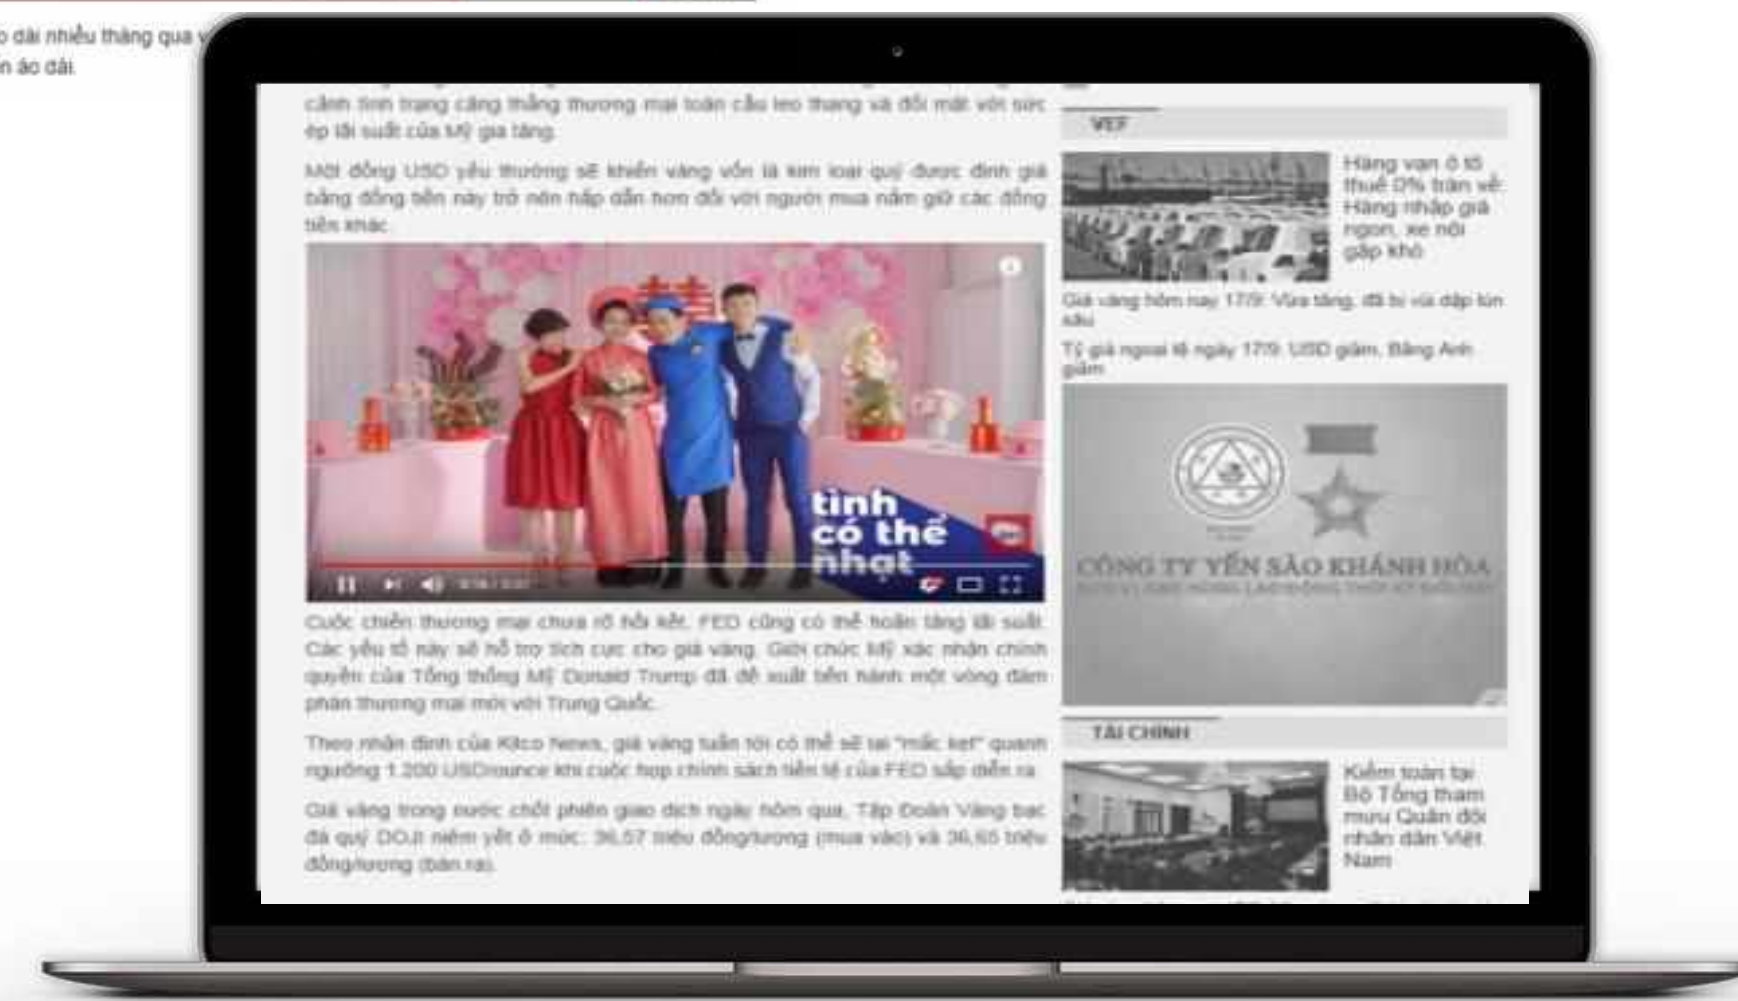 dài nhiều tháng qua
áo dài.
cảnh tình trạng căng thẳng thương mại toàn cầu leo thang và đối mặt với sức
ép lãi suất của Mỹ gia tăng.
Một đồng USD yếu thường sẽ khiến vàng vốn là kim loại quý được định giá
bằng đồng tiền này trở nên hấp dẫn hơn đối với người mua nắm giữ các đồng
tiền khác.
tình
có thể
nhạt
Cuộc chiến thương mại chưa rõ hồi kết, FED cũng có thể hoãn tăng lãi suất.
Các yếu tố này sẽ hỗ trợ tích cực cho giá vàng. Giới chức Mỹ xác nhận chính
quyền của Tổng thống Mỹ Donald Trump đã đề xuất tiến hành một vòng đàm
phán thương mại mới với Trung Quốc.
Theo nhận định của Kitco News, giá vàng tuần tới có thể sẽ lại "mắc kẹt" quanh
ngưỡng 1.200 USD/ounce khi cuộc họp chính sách tiền tệ của FED sắp diễn ra.
Giá vàng trong nước chốt phiên giao dịch ngày hôm qua, Tập Đoàn Vàng bạc
đá quý DOJI niêm yết ở mức: 36,57 triệu đồng/lượng (mua vào) và 36,65 triệu
đồng/lượng (bán ra).
VEF
Hàng vạn ô tô
thuế 0% tràn về:
Hàng nhập giá
ngon, xe nội
gặp khó
Giá vàng hôm nay 17/9: Vừa tăng, đã bị vùi dập lún
sâu
Tỷ giá ngoại tệ ngày 17/9: USD giảm, Bảng Anh
giảm
CÔNG TY YẾN SÀO KHÁNH HÒA
TÀI CHÍNH
Kiểm toán tại
Bộ Tổng tham
mưu Quân đội
nhân dân Việt
Nam